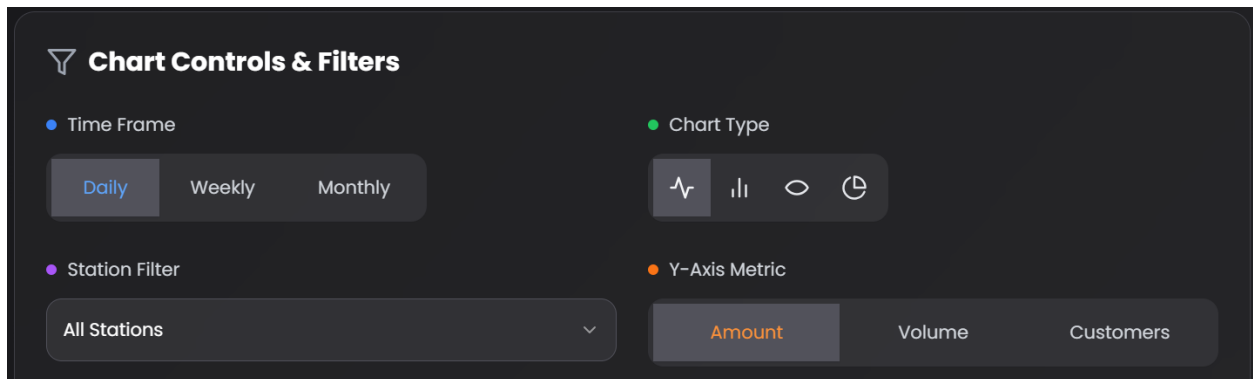 Chart Controls & Filters
Time Frame
Chart Type
Daily Weekly Monthly
Station Filter
Y-Axis Metric
All Stations
Amount Volume Customers